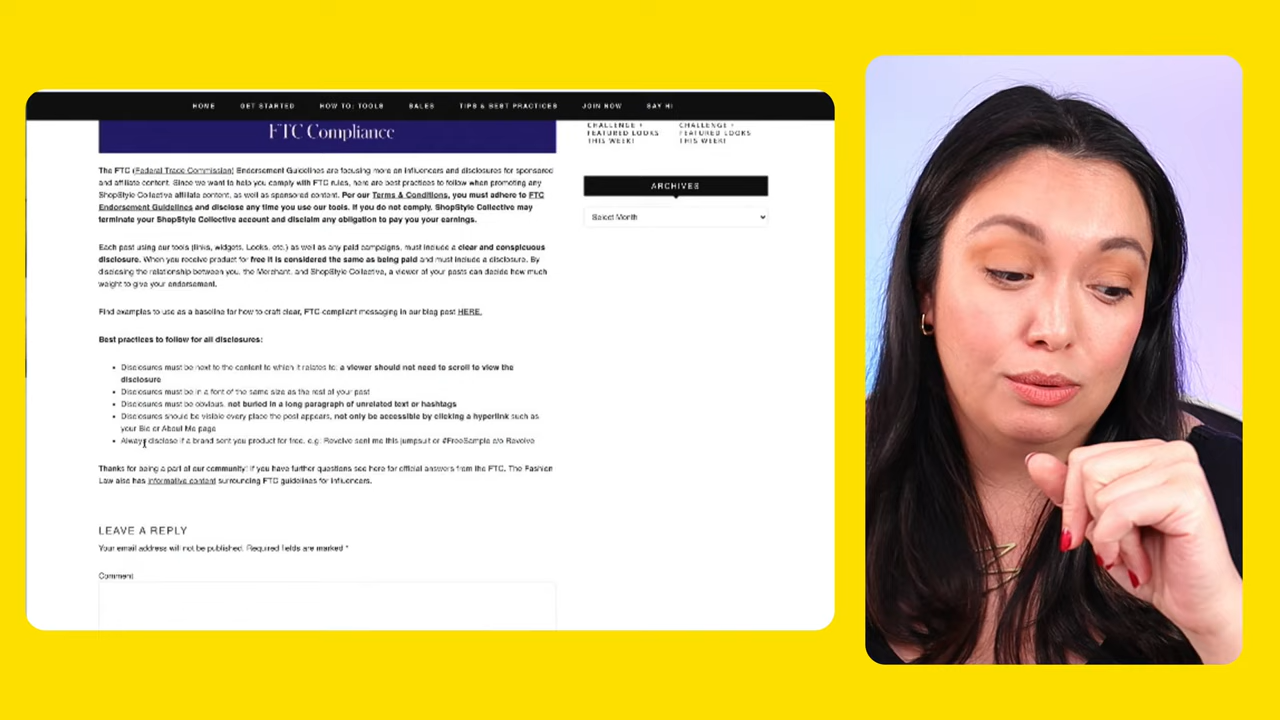 HOME GET STARTED HOW TO: TOOLS SALES TIPS & BEST PRACTICES JOIN NOW SAY HI
FTC Compliance
The FTC (Federal Trade Commission) Endorsement Guidelines are focusing more on influencers and disclosures for sponsored
and affiliate content. Since we want to help you comply with FTC rules, here are best practices to follow when promoting any
ShopStyle Collective affiliate content, as well as sponsored content. Per our Terms & Conditions, you must adhere to FTC
Endorsement Guidelines and disclose any time you use our tools. If you do not comply, ShopStyle Collective may
terminate your ShopStyle Collective account and disclaim any obligation to pay you your earnings.
Each post using our tools (links, widgets, Looks, etc.) as well as any paid campaigns, must include a clear and conspicuous
disclosure. When you receive product for free it is considered the same as being paid and must include a disclosure. By
disclosing the relationship between you, the Merchant, and ShopStyle Collective, a viewer of your posts can decide how much
weight to give your endorsement.
Find examples to use as a baseline for how to craft clear, FTC-compliant messaging in our blog post HERE.
Best practices to follow for all disclosures:
• Disclosures must be next to the content to which it relates to; a viewer should not need to scroll to view the
disclosure
• Disclosures must be in a font of the same size as the rest of your post
• Disclosures must be obvious, not buried in a long paragraph of unrelated text or hashtags
• Disclosures should be visible every place the post appears, not only be accessible by clicking a hyperlink such as
your Bio or About Me page
• Always disclose if a brand sent you product for free. e.g. Revolve sent me this jumpsuit or #FreeSample c/o Revolve
Thanks for being a part of our community! If you have further questions see here for official answers from the FTC. The Fashion
Law also has informative content surrounding FTC guidelines for influencers.
LEAVE A REPLY
Your email address will not be published. Required fields are marked *
Comment
CHALLENGE + CHALLENGE +
FEATURED LOOKS FEATURED LOOKS
THIS WEEK! THIS WEEK!
ARCHIVES
Select Month